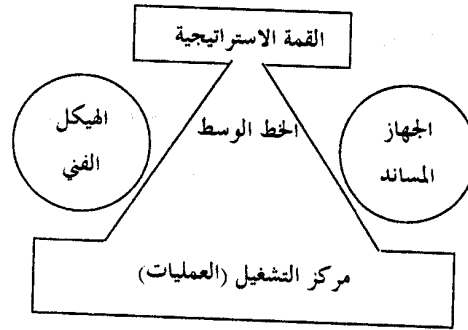 القمة الاستراتيجية
الهيكل
الفني
الخط الوسط
الجهاز
المساند
مركز التشغيل (العمليات)